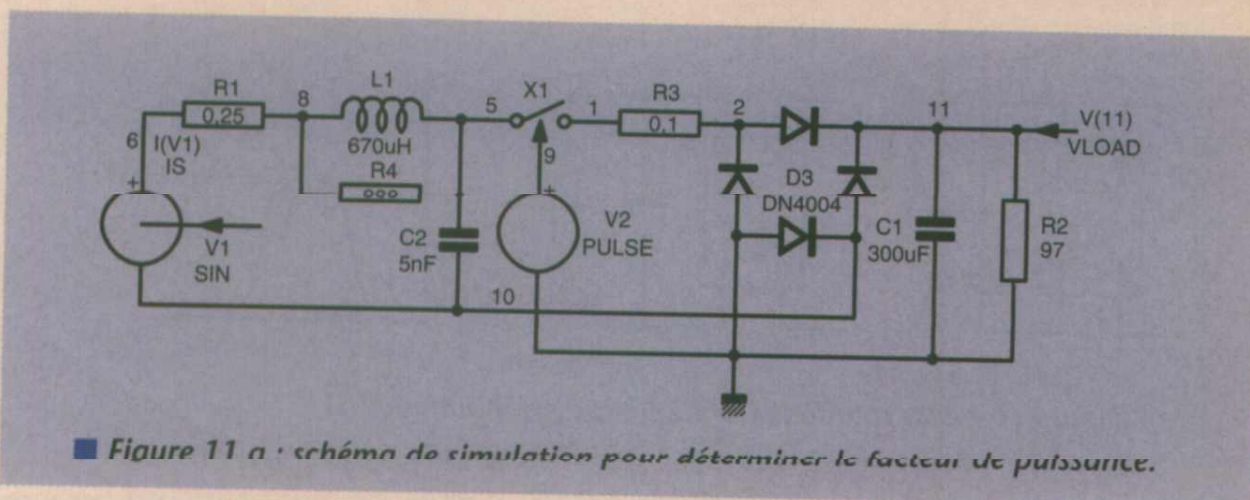 R1
0,25
8
L1
670uH
R4
5
X1
1
R3
0,1
2
11
V(11)
VLOAD
6
I(V1)
IS
+
V1
SIN
C2
5nF
9
+
V2
PULSE
D3
DN4004
C1
300uF
R2
97
10
Figure 11 a : schéma de simulation pour déterminer le facteur de puissance.